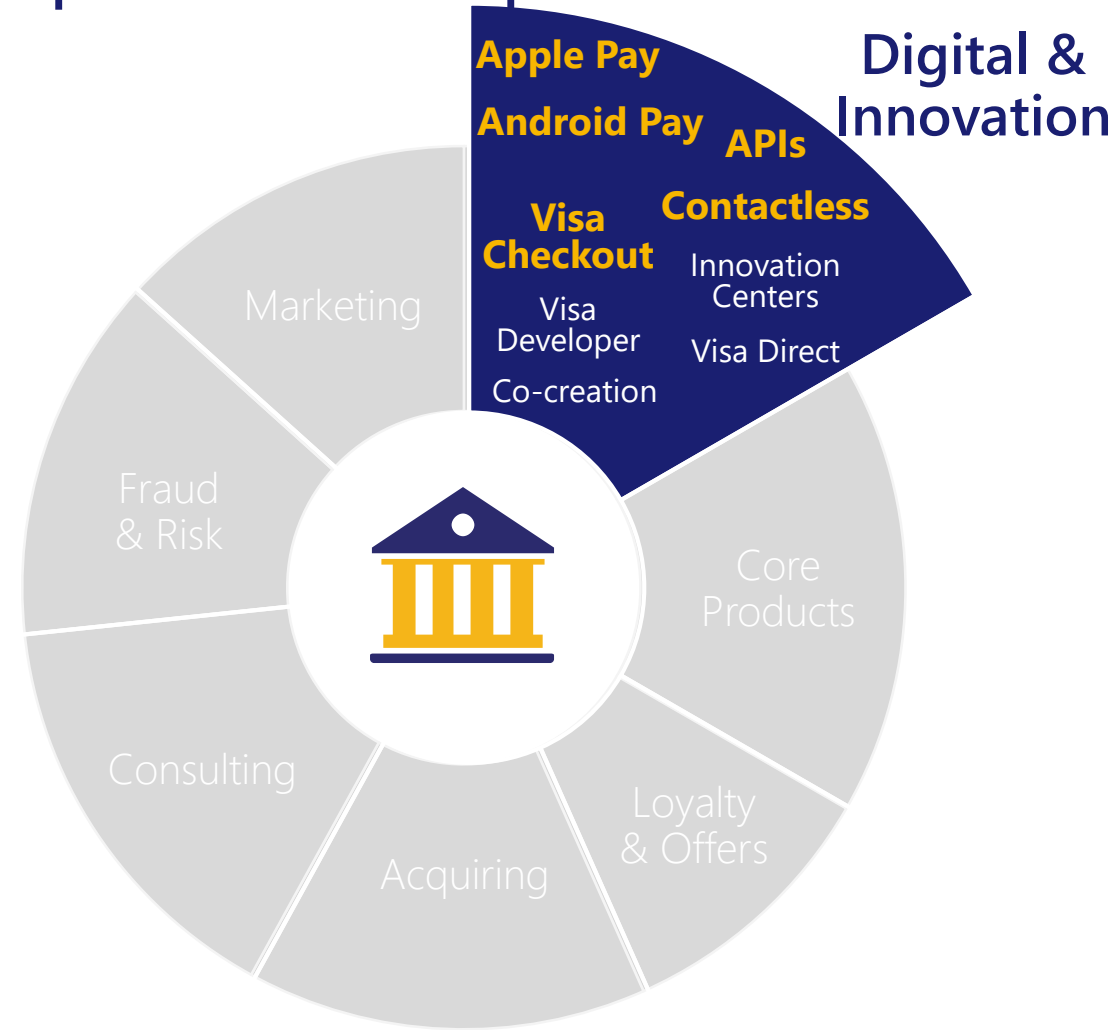 Digital &
Innovation
Apple Pay
Android Pay
APIs
Visa
Checkout
Contactless
Innovation
Centers
Visa
Developer
Visa Direct
Co-creation
Marketing
Fraud
& Risk
Core
Products
Consulting
Loyalty
& Offers
Acquiring